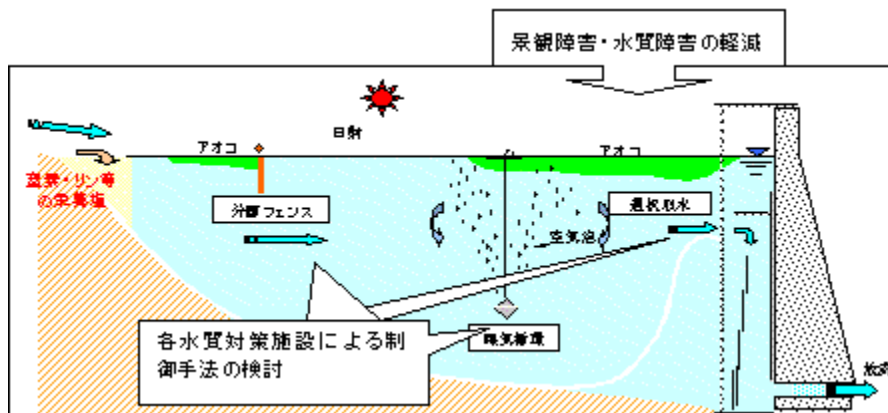 景観障害・水質障害の軽減
日射
アオコ
アオコ
窒素・リン等
の栄養塩
分画フェンス
選択取水
空気泡
各水質対策施設による制
御手法の検討
曝気循環